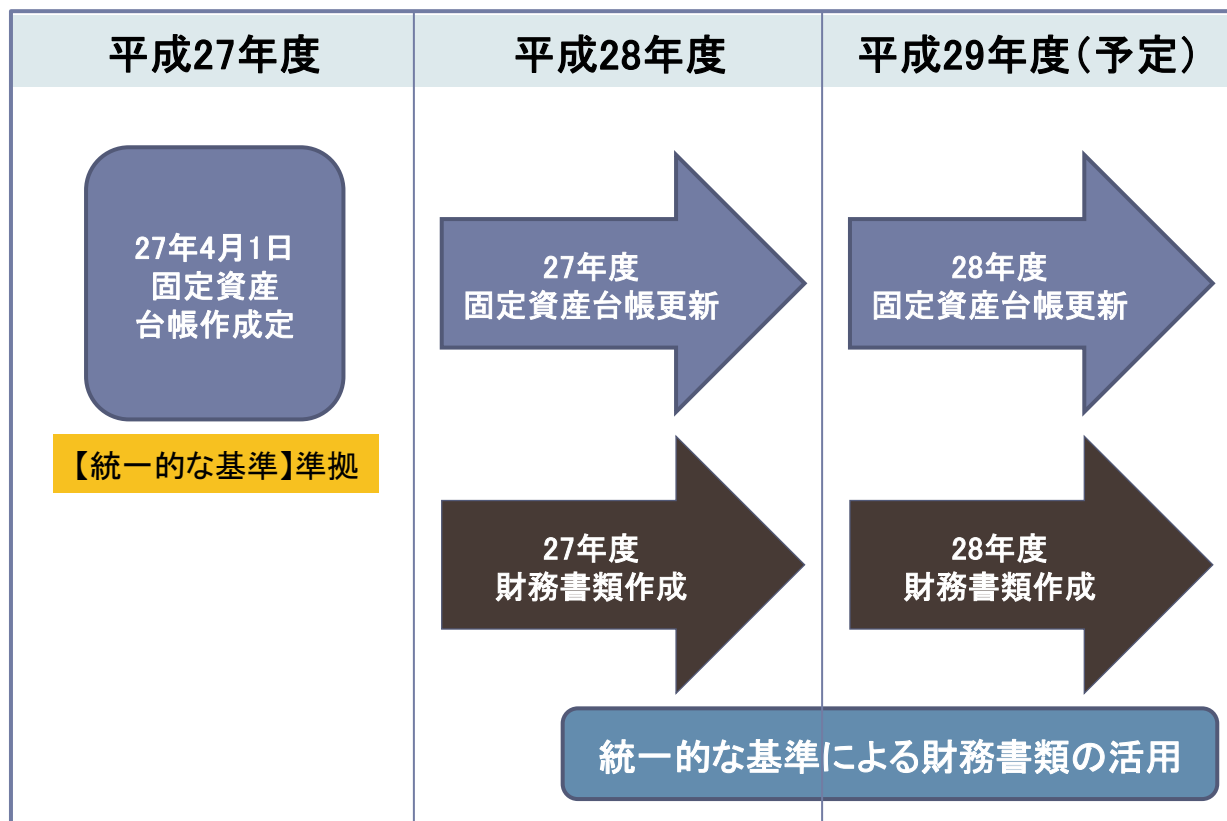 平成27年度
平成28年度
平成29年度(予定)
27年4月1日
固定資産
台帳作成定
【統一的な基準】準拠
27年度
固定資産台帳更新
28年度
固定資産台帳更新
27年度
財務書類作成
28年度
財務書類作成
統一的な基準による財務書類の活用